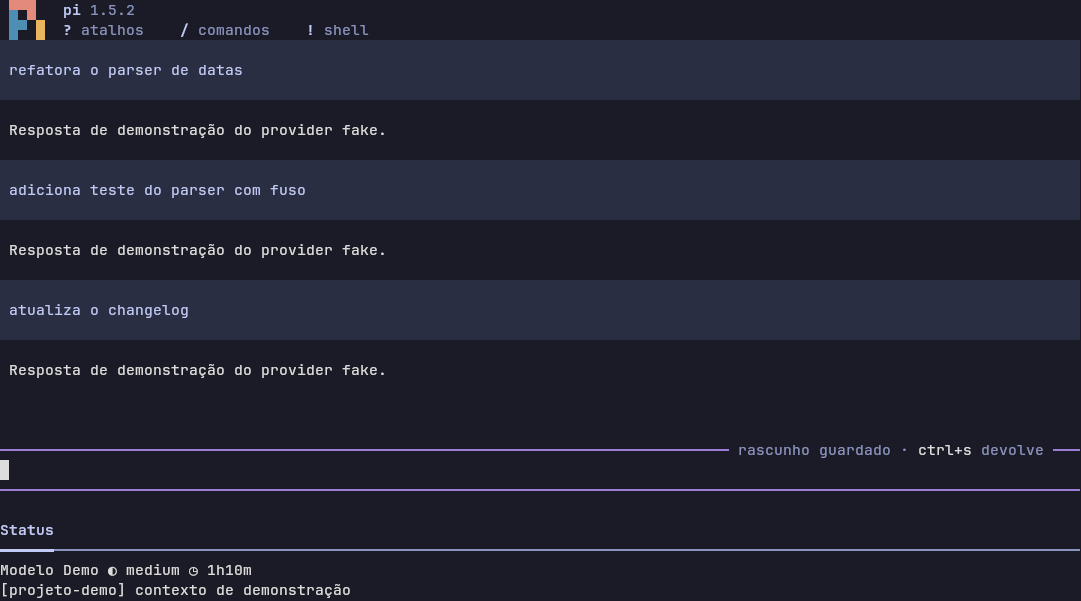 pi 1.5.2
? atalhos / comandos ! shell
refatora o parser de datas
Resposta de demonstração do provider fake.
adiciona teste do parser com fuso
Resposta de demonstração do provider fake.
atualiza o changelog
Resposta de demonstração do provider fake.
rascunho guardado · ctrl+s devolve
Status
Modelo Demo ◐ medium ◷ 1h10m
[projeto-demo] contexto de demonstração